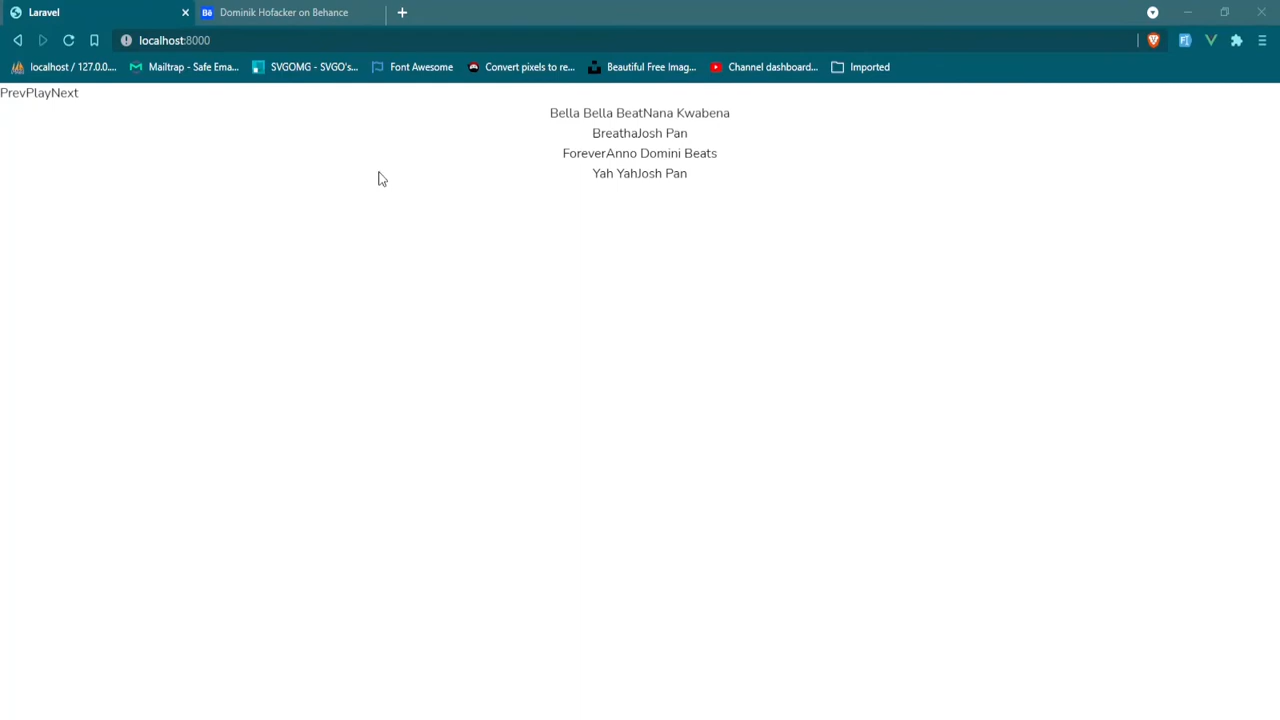 Laravel
Bē Dominik Hofacker on Behance
localhost:8000
localhost / 127.0.0....
Mailtrap - Safe Ema...
SVGOMG - SVGO's...
Font Awesome
Convert pixels to re...
Beautiful Free Imag...
Channel dashboard...
Imported
PrevPlayNext
Bella Bella BeatNana Kwabena
BreathaJosh Pan
ForeverAnno Domini Beats
Yah YahJosh Pan